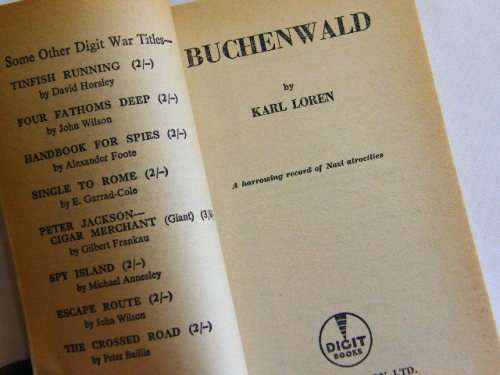 Some Other Digit War Titles—
TINFISH RUNNING (2/–)
by David Horsley
FOUR FATHOMS DEEP (2/–)
by John Wilson
HANDBOOK FOR SPIES (2/–)
by Alexander Foote
SINGLE TO ROME (2/–)
by E. Garrad-Cole
PETER JACKSON—
CIGAR MERCHANT (Giant)
by Gilbert Frankau
SPY ISLAND (2/–)
by Michael Annesley
ESCAPE ROUTE (2/–)
by John Wilson
THE CROSSED ROAD (2/–)
by Peter Baillie
BUCHENWALD
by
KARL LOREN
A harrowing record of Nazi atrocities
DIGIT
BOOKS
LTD.